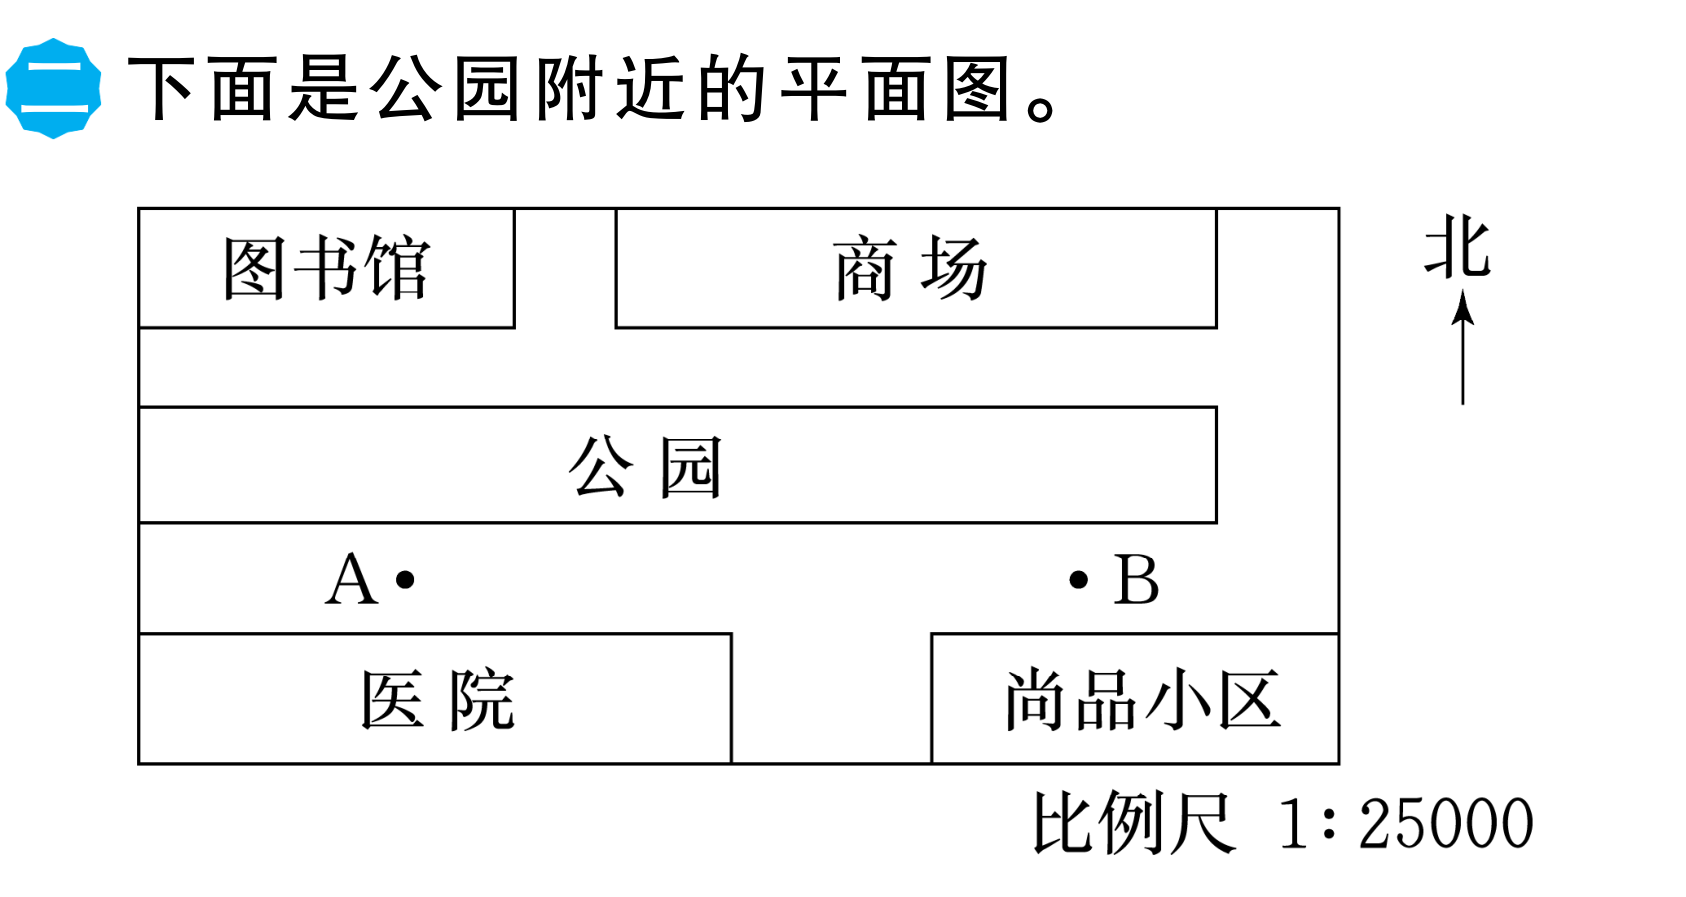 二 下面是公园附近的平面图。
图书馆 商场 北
公园
A B
医院 尚品小区
比例尺 1:25000